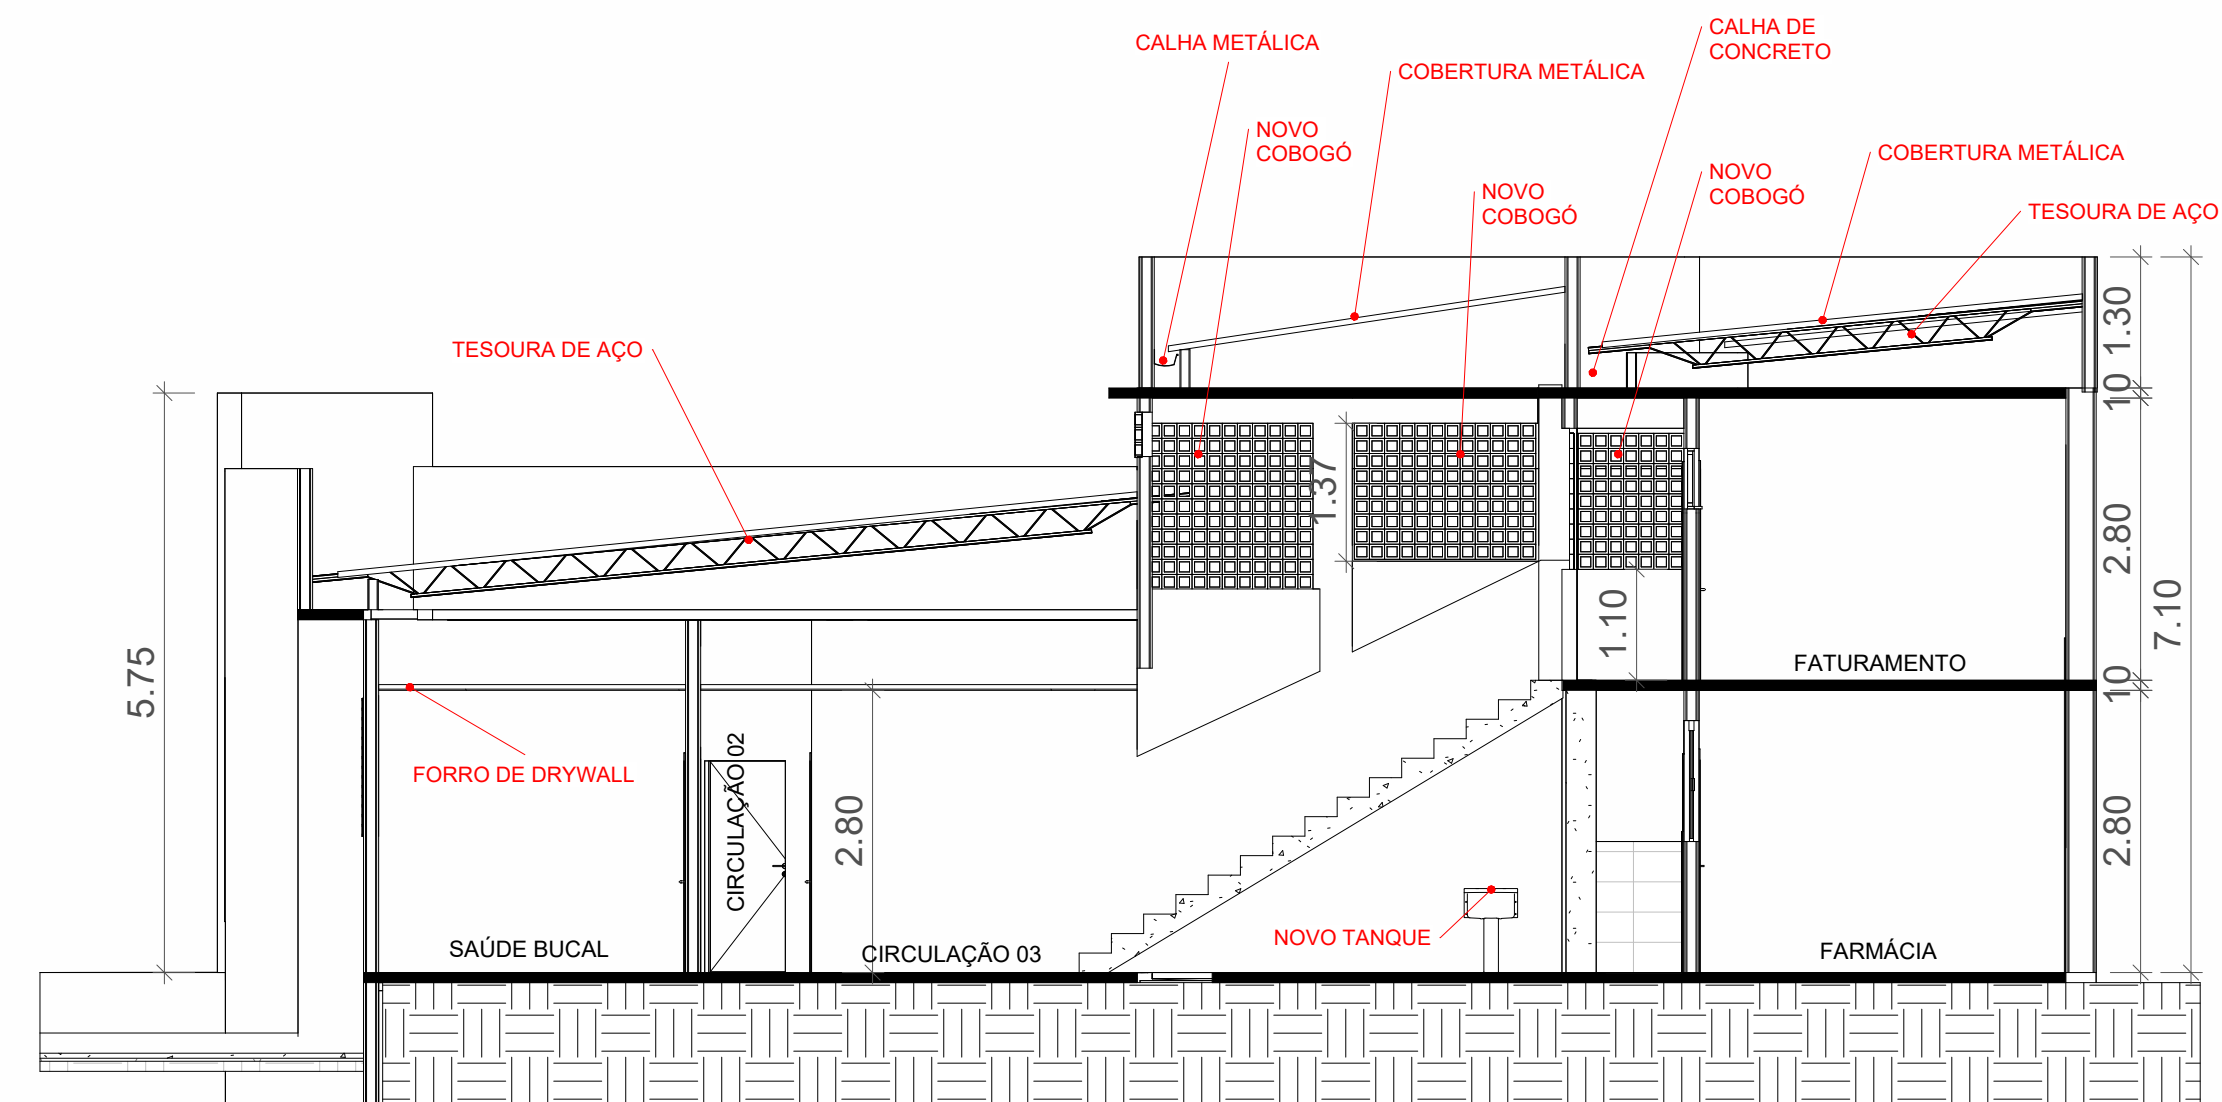 CALHA DE
CONCRETO
CALHA METÁLICA
COBERTURA METÁLICA
NOVO
COBOGÓ
COBERTURA METÁLICA
NOVO
COBOGÓ
NOVO
COBOGÓ
TESOURA DE AÇO
TESOURA DE AÇO
1.30
10
1.37
2.80
7.10
1.10
5.75
FATURAMENTO
10
FORRO DE DRYWALL
CIRCULAÇÃO 02
2.80
2.80
NOVO TANQUE
SAÚDE BUCAL
CIRCULAÇÃO 03
FARMÁCIA